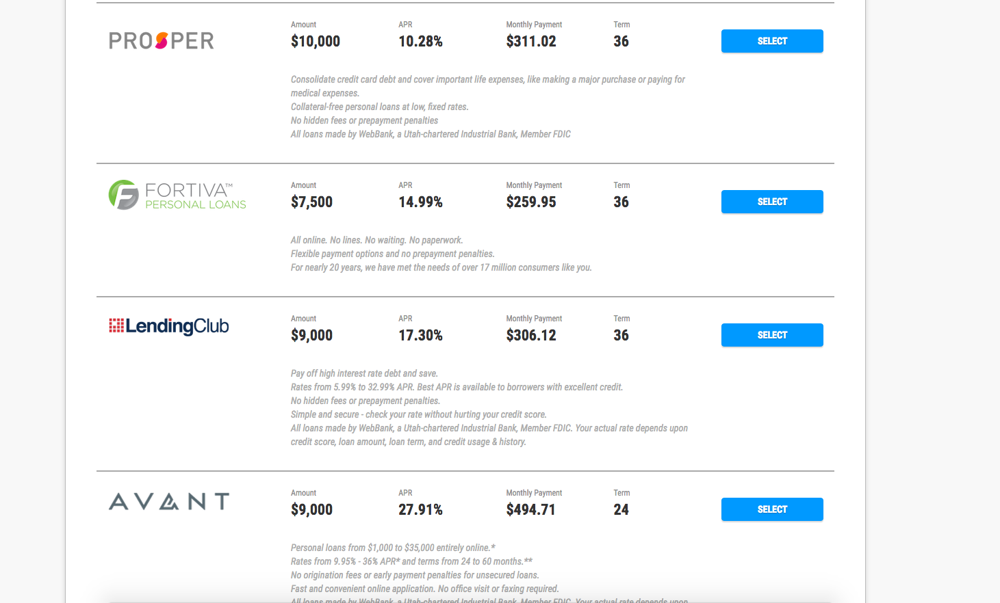 PROSPER
Amount APR Monthly Payment Term
$10,000 10.28% $311.02 36 SELECT
Consolidate credit card debt and cover important life expenses, like making a major purchase or paying for
medical expenses.
Collateral-free personal loans at low, fixed rates.
No hidden fees or prepayment penalties
All loans made by WebBank, a Utah-chartered Industrial Bank, Member FDIC
F FORTIVA™
PERSONAL LOANS
Amount APR Monthly Payment Term
$7,500 14.99% $259.95 36 SELECT
All online. No lines. No waiting. No paperwork.
Flexible payment options and no prepayment penalties.
For nearly 20 years, we have met the needs of over 17 million consumers like you.
LendingClub
Amount APR Monthly Payment Term
$9,000 17.30% $306.12 36 SELECT
Pay off high interest rate debt and save.
Rates from 5.99% to 32.99% APR. Best APR is available to borrowers with excellent credit.
No hidden fees or prepayment penalties.
Simple and secure - check your rate without hurting your credit score.
All loans made by WebBank, a Utah-chartered Industrial Bank, Member FDIC. Your actual rate depends upon
credit score, loan amount, loan term, and credit usage & history.
AVANT
Amount APR Monthly Payment Term
$9,000 27.91% $494.71 24 SELECT
Personal loans from $1,000 to $35,000 entirely online.*
Rates from 9.95% - 36% APR* and terms from 24 to 60 months.**
No origination fees or early payment penalties for unsecured loans.
Fast and convenient online application. No office visit or faxing required.
All loans made by WebBank, a Utah-chartered Industrial Bank, Member FDIC. Your actual rate depends upon